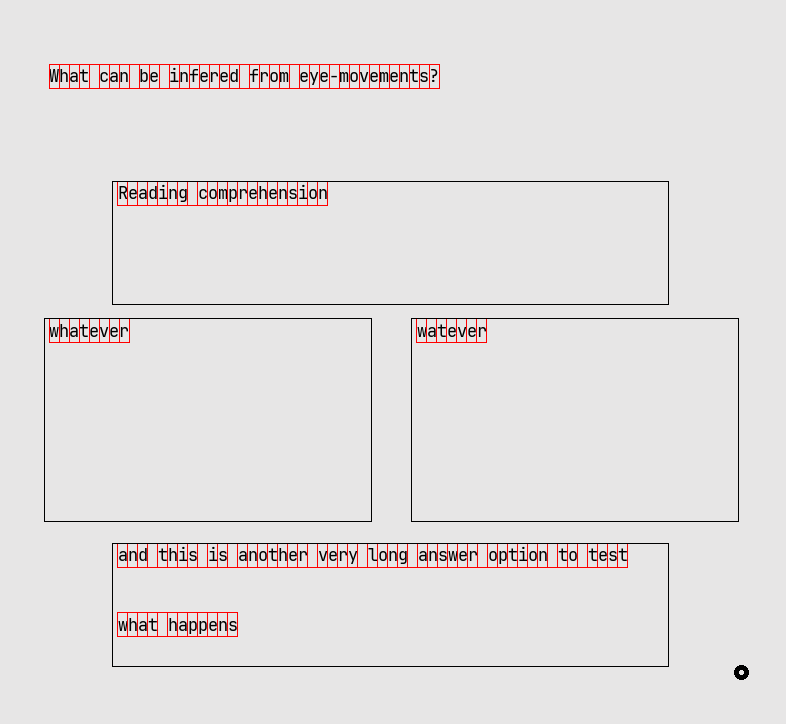 What can be infered from eye-movements?
Reading comprehension
whatever
watever
and this is another very long answer option to test
what happens